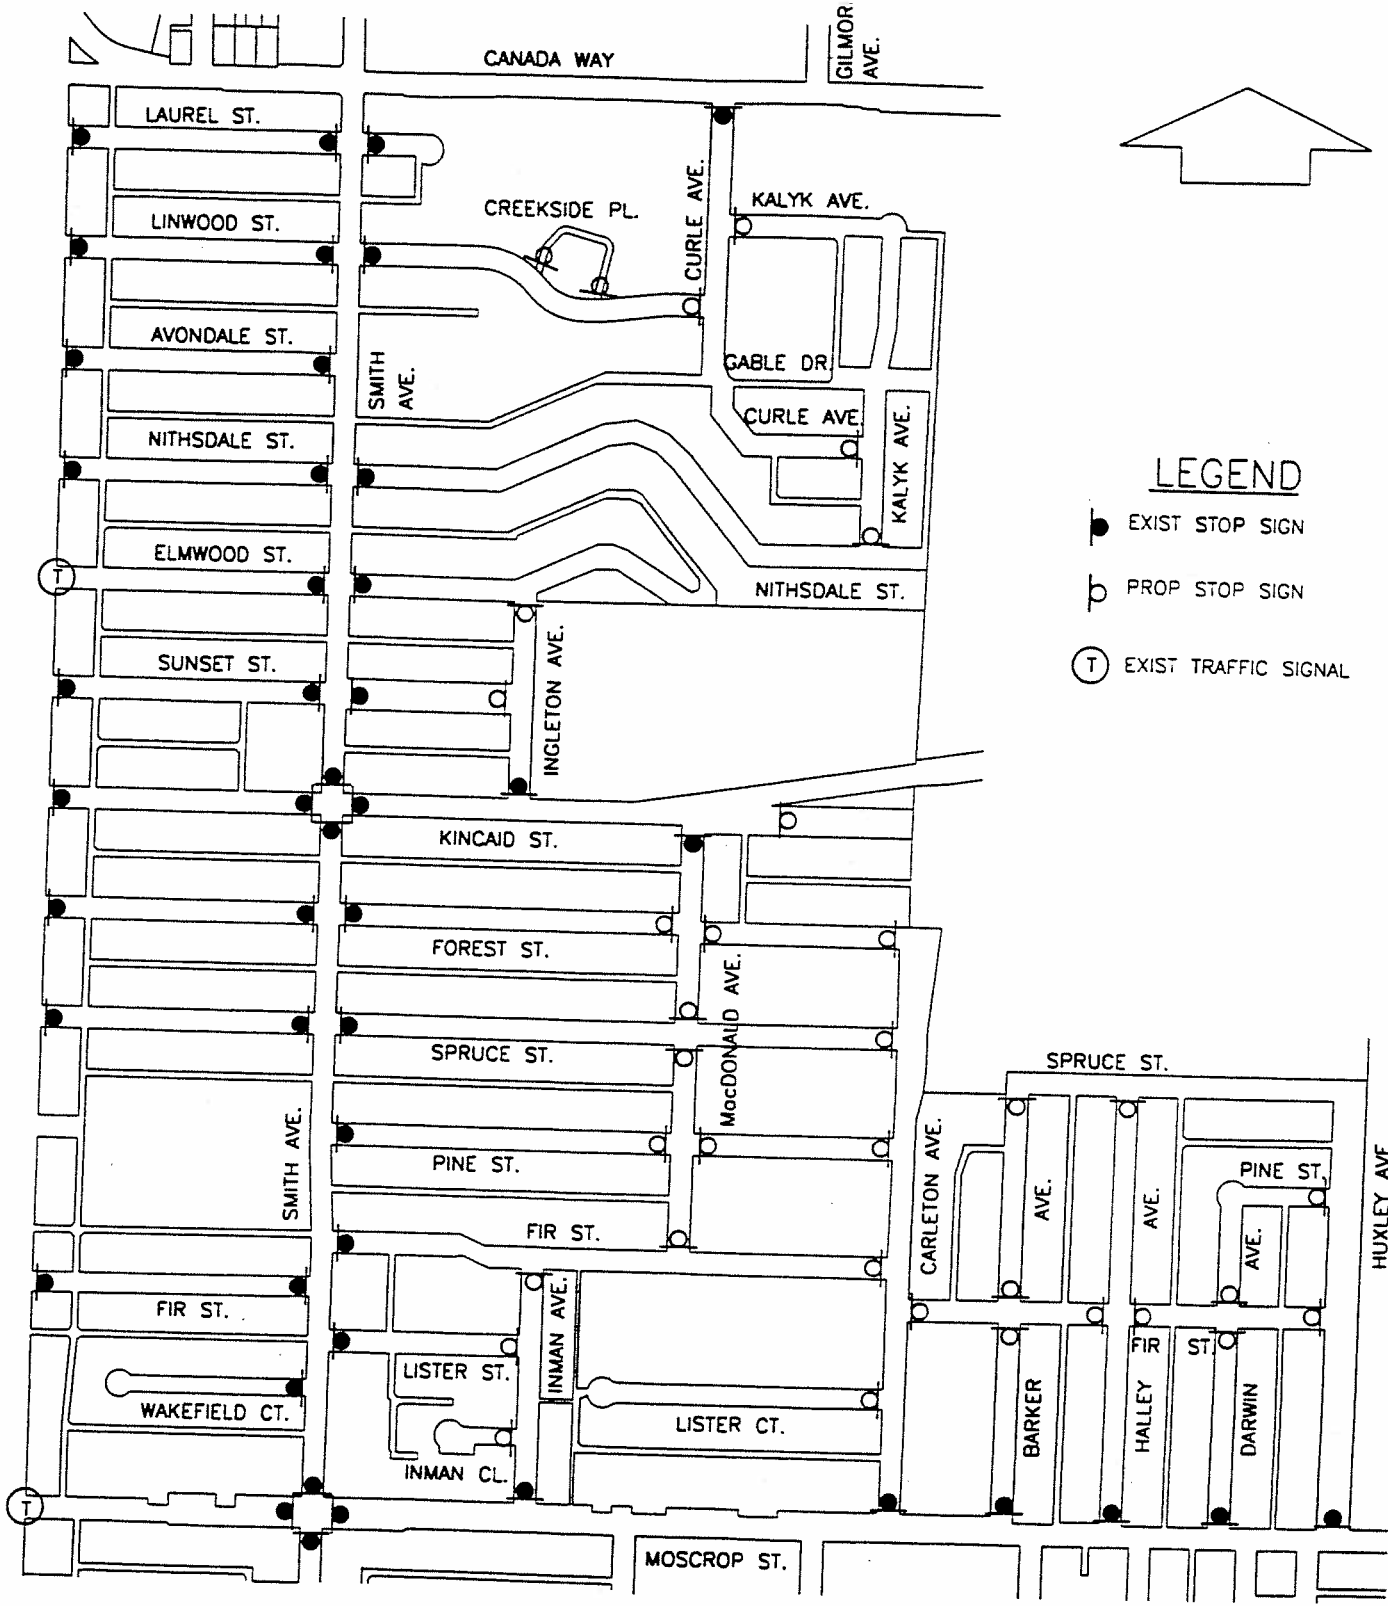 CANADA WAY
GILMOR
AVE.
LAUREL ST.
LINWOOD ST.
CREEKSIDE PL.
CURLE AVE.
KALYK AVE.
AVONDALE ST.
SMITH
AVE.
GABLE DR.
CURLE AVE.
KALYK AVE.
NITHSDALE ST.
LEGEND
EXIST STOP SIGN
PROP STOP SIGN
T EXIST TRAFFIC SIGNAL
ELMWOOD ST.
T
NITHSDALE ST.
SUNSET ST.
INGLETON AVE.
KINCAID ST.
FOREST ST.
MacDONALD AVE.
SPRUCE ST.
SPRUCE ST.
SMITH AVE.
PINE ST.
CARLETON AVE.
AVE.
AVE.
PINE ST.
AVE.
HUXLEY AVE
FIR ST.
FIR ST.
INMAN AVE.
FIR ST.
LISTER ST.
WAKEFIELD CT.
LISTER CT.
BARKER
HALLEY
DARWIN
INMAN CL.
T
MOSCROP ST.